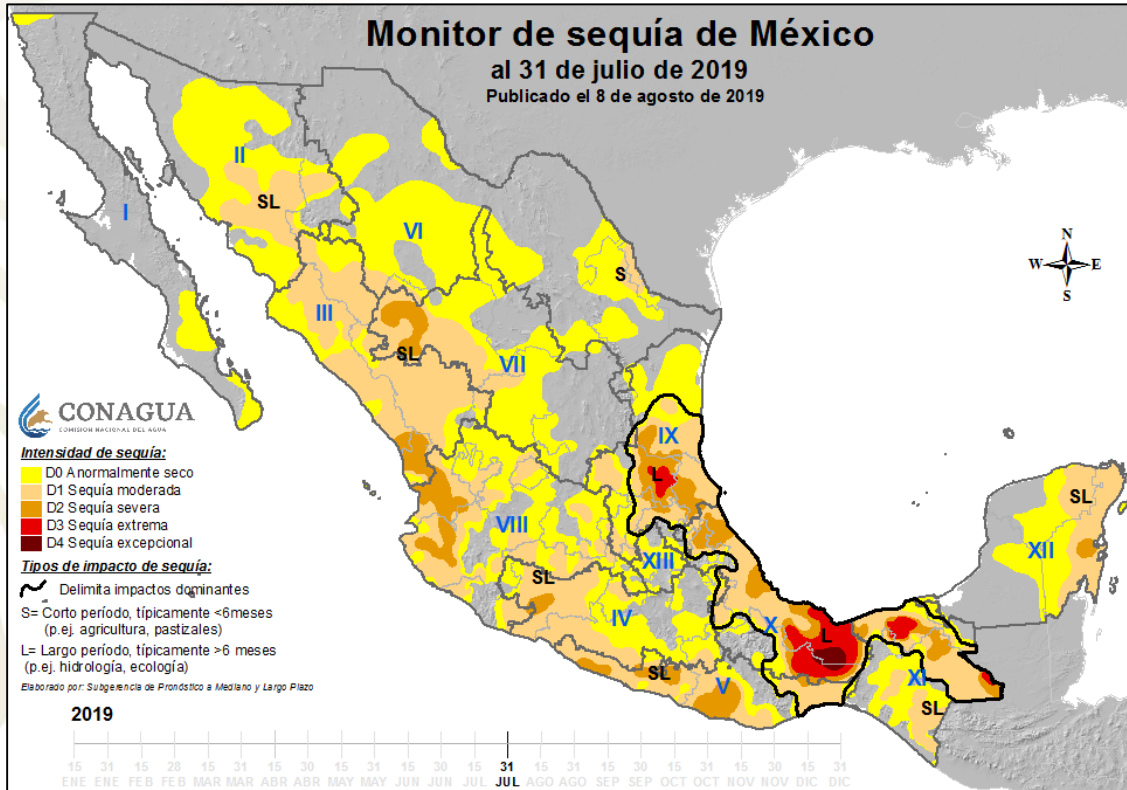 Monitor de sequía de México
al 31 de julio de 2019
Publicado el 8 de agosto de 2019
N
W E
S
II
SL
I
VI
S
III
SL
VII
IX
L
VIII
XIII
SL
IV
SL
V
X
L
XI
SL
SL
XII
CONAGUA
COMISIÓN NACIONAL DEL AGUA
Intensidad de sequía:
D0 Anormalmente seco
D1 Sequía moderada
D2 Sequía severa
D3 Sequía extrema
D4 Sequía excepcional
Tipos de impacto de sequía:
Delimita impactos dominantes
S= Corto período, típicamente <6meses
(p.ej. agricultura, pastizales)
L= Largo período, típicamente >6 meses
(p.ej. hidrología, ecología)
Elaborado por: Subgerencia de Pronóstico a Mediano y Largo Plazo
2019
15 31 15 28 15 31 15 30 15 31 15 30 15 31 15 31 15 30 15 31 15 30 15 31
ENE ENE FEB FEB MAR MAR ABR ABR MAY MAY JUN JUN JUL JUL AGO AGO SEP SEP OCT OCT NOV NOV DIC DIC